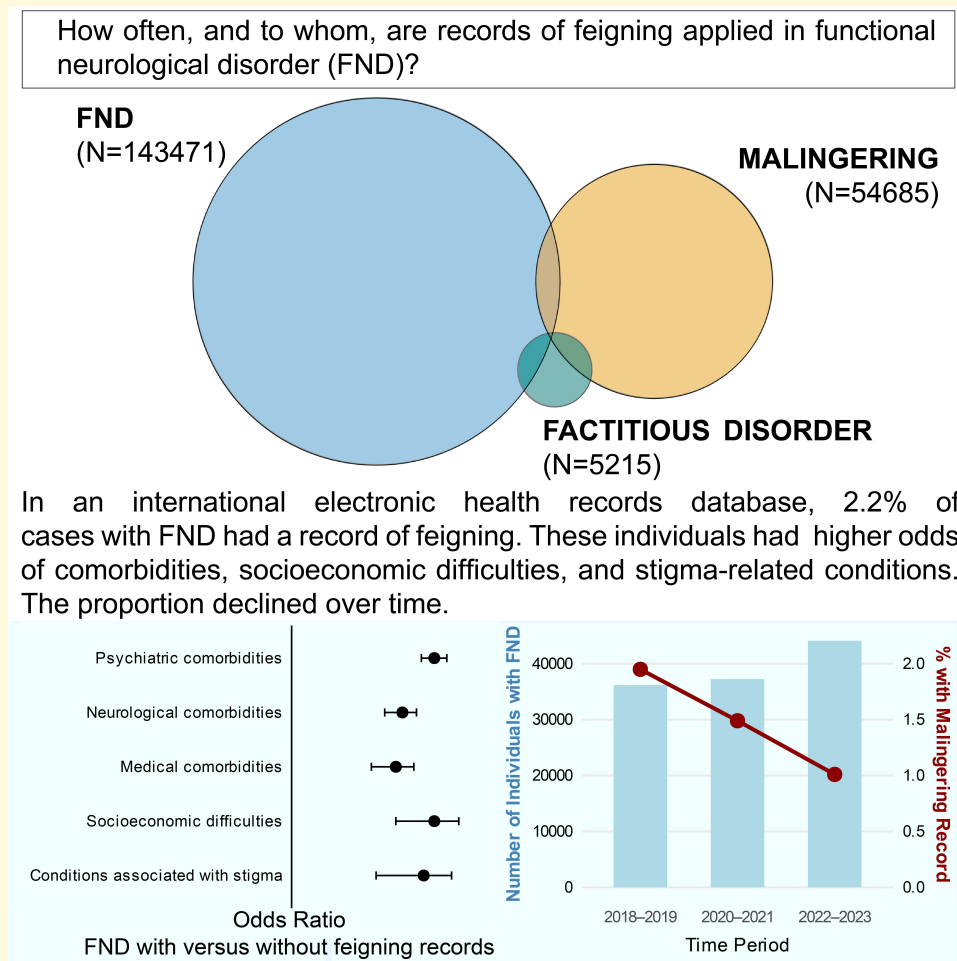 How often, and to whom, are records of feigning applied in functional
neurological disorder (FND)?
FND
(N=143471)
MALINGERING
(N=54685)
FACTITIOUS DISORDER
(N=5215)
In an international electronic health records database, 2.2% of
cases with FND had a record of feigning. These individuals had higher odds
of comorbidities, socioeconomic difficulties, and stigma-related conditions.
The proportion declined over time.
Psychiatric comorbidities
Neurological comorbidities
Medical comorbidities
Socioeconomic difficulties
Conditions associated with stigma
Odds Ratio
FND with versus without feigning records
Number of Individuals with FND
40000
30000
20000
10000
0
2.0
1.5
1.0
0.5
0.0
% with Malingering Record
2018–2019
2020–2021
2022–2023
Time Period